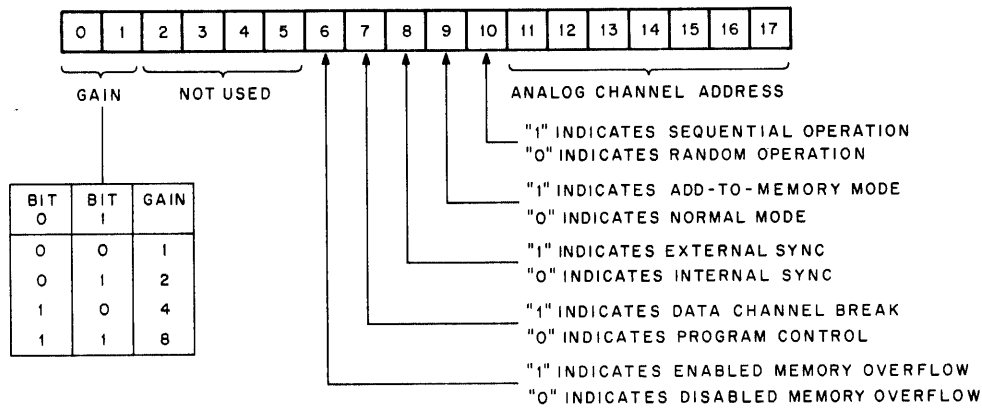 0 1 2 3 4 5 6 7 8 9 10 11 12 13 14 15 16 17
GAIN NOT USED ANALOG CHANNEL ADDRESS
"1" INDICATES SEQUENTIAL OPERATION
"0" INDICATES RANDOM OPERATION
"1" INDICATES ADD-TO-MEMORY MODE
"0" INDICATES NORMAL MODE
"1" INDICATES EXTERNAL SYNC
"0" INDICATES INTERNAL SYNC
"1" INDICATES DATA CHANNEL BREAK
"0" INDICATES PROGRAM CONTROL
"1" INDICATES ENABLED MEMORY OVERFLOW
"0" INDICATES DISABLED MEMORY OVERFLOW
BIT BIT GAIN
0 1
0 0 1
0 1 2
1 0 4
1 1 8